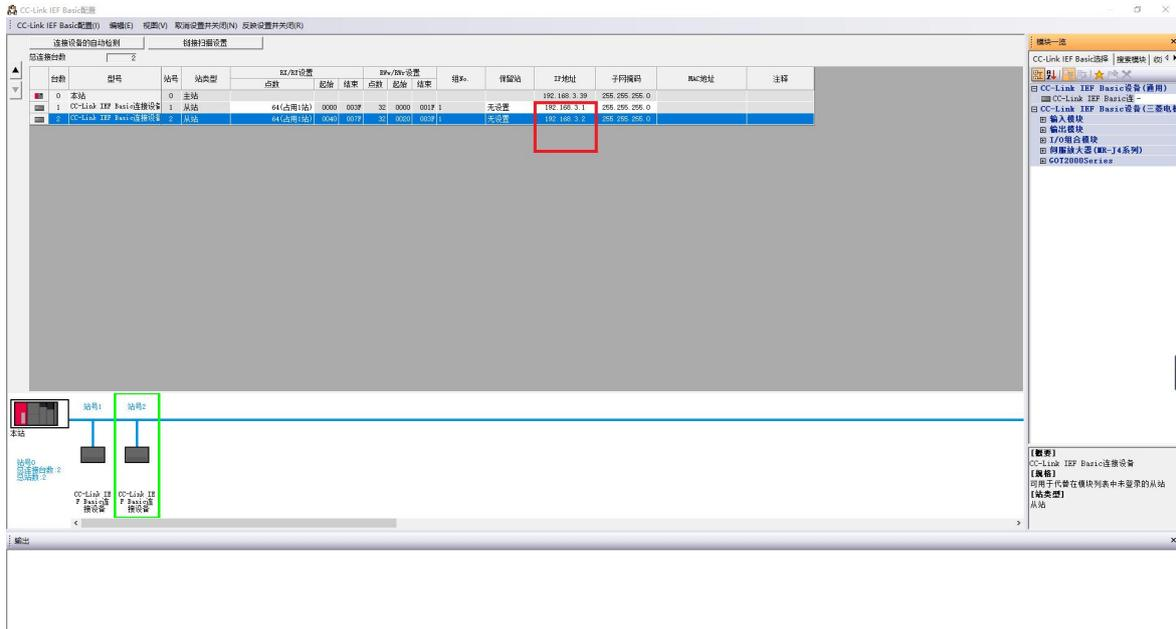 CC-Link IEF Basic配置
CC-Link IEF Basic配置(I) 编辑(E) 视图(V) 取消设置并关闭(N) 反映设置并关闭(R)
连接设备的自动检测 链接扫描设置
总连接台数 2
台数 型号 站号 站类型 RX/RY设置 RWw/RWr设置 组No. 保留站 IP地址 子网掩码 MAC地址 注释
点数 起始 结束 点数 起始 结束
0 本站 0 主站 192.168.3.39 255.255.255.0
1 CC-Link IEF Basic连接设备 1 从站 64(占用1站) 0000 003F 32 0000 001F 1 无设置 192.168.3.1 255.255.255.0
2 CC-Link IEF Basic连接设备 2 从站 64(占用1站) 0040 007F 32 0020 003F 1 无设置 192.168.3.2 255.255.255.0
站号1 站号2
本站
站号0
总连接台数:2
总站数:2
CC-Link IE
F Basic连
接设备
CC-Link IE
F Basic连
接设备
输出
模块一览
CC-Link IEF Basic选择 搜索模块
CC-Link IEF Basic设备(通用)
CC-Link IEF Basic连
CC-Link IEF Basic设备(三菱电
输入模块
输出模块
I/O组合模块
伺服放大器(MR-J4系列)
GOT2000Series
[概要]
CC-Link IEF Basic连接设备
[规格]
可用于代替在模块列表中未登录的从站
[站类型]
从站